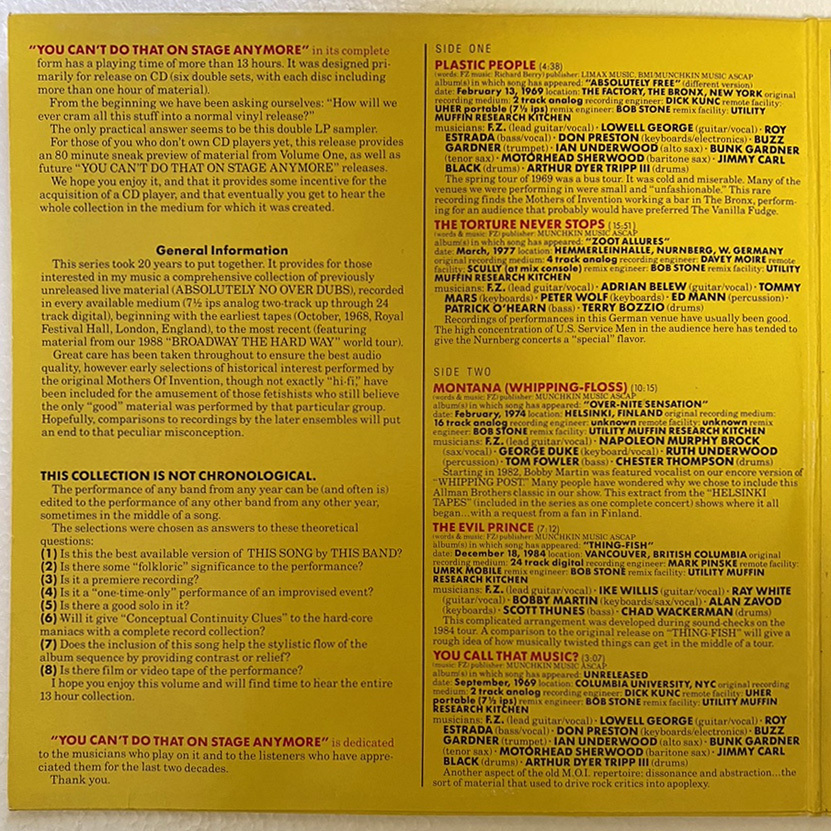 "YOU CAN'T DO THAT ON STAGE ANYMORE" in its complete
form has a playing time of more than 13 hours. It was designed pri-
marily for release on CD (six double sets, with each disc including
more than one hour of material).
From the beginning we have been asking ourselves: "How will we
ever cram all this stuff into a normal vinyl release?"
The only practical answer seems to be this double LP sampler.
For those of you who don't own CD players yet, this release provides
an 80 minute sneak preview of material from Volume One, as well as
future "YOU CAN'T DO THAT ON STAGE ANYMORE" releases.
We hope you enjoy it, and that it provides some incentive for the
acquisition of a CD player, and that eventually you get to hear the
whole collection in the medium for which it was created.
General Information
This series took 20 years to put together. It provides for those
interested in my music a comprehensive collection of previously
unreleased live material (ABSOLUTELY NO OVER DUBS), recorded
in every available medium (7½ ips analog two-track up through 24
track digital), beginning with the earliest tapes (October, 1968, Royal
Festival Hall, London, England), to the most recent (featuring
material from our 1988 "BROADWAY THE HARD WAY" world tour).
Great care has been taken throughout to ensure the best audio
quality, however early selections of historical interest performed by
the original Mothers Of Invention, though not exactly "hi-fi," have
been included for the amusement of those fetishists who still believe
the only "good" material was performed by that particular group.
Hopefully, comparisons to recordings by the later ensembles will put
an end to that peculiar misconception.
THIS COLLECTION IS NOT CHRONOLOGICAL.
The performance of any band from any year can be (and often is)
edited to the performance of any other band from any other year,
sometimes in the middle of a song.
The selections were chosen as answers to these theoretical
questions:
(1) Is this the best available version of THIS SONG by THIS BAND?
(2) Is there some "folkloric" significance to the performance?
(3) Is it a premiere recording?
(4) Is it a "one-time-only" performance of an improvised event?
(5) Is there a good solo in it?
(6) Will it give "Conceptual Continuity Clues" to the hard-core
maniacs with a complete record collection?
(7) Does the inclusion of this song help the stylistic flow of the
album sequence by providing contrast or relief?
(8) Is there film or video tape of the performance?
I hope you enjoy this volume and will find time to hear the entire
13 hour collection.
"YOU CAN'T DO THAT ON STAGE ANYMORE" is dedicated
to the musicians who play on it and to the listeners who have appre-
ciated them for the last two decades.
Thank you.
SIDE ONE
PLASTIC PEOPLE (4:38)
(words: FZ music: Richard Berry) publisher: LIMAX MUSIC, BMI/MUNCHKIN MUSIC ASCAP
album(s) in which song has appeared: "ABSOLUTELY FREE" (different version)
date: February 13, 1969 location: THE FACTORY, THE BRONX, NEW YORK original
recording medium: 2 track analog recording engineer: DICK KUNC remote facility:
UHER portable (7½ ips) remix engineer: BOB STONE remix facility: UTILITY
MUFFIN RESEARCH KITCHEN
musicians: F.Z. (lead guitar/vocal) · LOWELL GEORGE (guitar/vocal) · ROY
ESTRADA (bass/vocal) · DON PRESTON (keyboards/electronics) · BUZZ
GARDNER (trumpet) · IAN UNDERWOOD (alto sax) · BUNK GARDNER
(tenor sax) · MOTÖRHEAD SHERWOOD (baritone sax) · JIMMY CARL
BLACK (drums) · ARTHUR DYER TRIPP III (drums)
The spring tour of 1969 was a bus tour. It was cold and miserable. Many of the
venues we were performing in were small and "unfashionable." This rare
recording finds the Mothers of Invention working a bar in The Bronx, perform-
ing for an audience that probably would have preferred The Vanilla Fudge.
THE TORTURE NEVER STOPS (15:51)
(words & music: FZ) publisher: MUNCHKIN MUSIC ASCAP
album(s) in which song has appeared: "ZOOT ALLURES"
date: March, 1977 location: HEMMERLEINHALLE, NURNBERG, W. GERMANY
original recording medium: 4 track analog recording engineer: DAVEY MOIRE remote
facility: SCULLY (at mix console) remix engineer: BOB STONE remix facility: UTILITY
MUFFIN RESEARCH KITCHEN
musicians: F.Z. (lead guitar/vocal) · ADRIAN BELEW (guitar/vocal) · TOMMY
MARS (keyboards) · PETER WOLF (keyboards) · ED MANN (percussion) ·
PATRICK O'HEARN (bass) · TERRY BOZZIO (drums)
Recordings of performances in this German venue have usually been good.
The high concentration of U.S. Service Men in the audience here has tended to
give the Nurnberg concerts a "special" flavor.
SIDE TWO
MONTANA (WHIPPING-FLOSS) (10:15)
(words & music: FZ) publisher: MUNCHKIN MUSIC ASCAP
album(s) in which song has appeared: "OVER-NITE SENSATION"
date: February, 1974 location: HELSINKI, FINLAND original recording medium:
16 track analog recording engineer: unknown remote facility: unknown remix
engineer: BOB STONE remix facility: UTILITY MUFFIN RESEARCH KITCHEN
musicians: F.Z. (lead guitar/vocal) · NAPOLEON MURPHY BROCK
(sax/vocal) · GEORGE DUKE (keyboard/vocal) · RUTH UNDERWOOD
(percussion) · TOM FOWLER (bass) · CHESTER THOMPSON (drums)
Starting in 1982, Bobby Martin was featured vocalist on our encore version of
"WHIPPING POST." Many people have wondered why we chose to include this
Allman Brothers classic in our show. This extract from the "HELSINKI
TAPES" (included in the series as one complete concert) shows where it all
began...with a request from a fan in Finland.
THE EVIL PRINCE (7:12)
(words & music: FZ) publisher: MUNCHKIN MUSIC ASCAP
album(s) in which song has appeared: "THING-FISH"
date: December 18, 1984 location: VANCOUVER, BRITISH COLUMBIA original
recording medium: 24 track digital recording engineer: MARK PINSKE remote facility:
UMRK MOBILE remix engineer: BOB STONE remix facility: UTILITY MUFFIN
RESEARCH KITCHEN
musicians: F.Z. (lead guitar/vocal) · IKE WILLIS (guitar/vocal) · RAY WHITE
(guitar/vocal) · BOBBY MARTIN (keyboards/sax/vocal) · ALAN ZAVOD
(keyboards) · SCOTT THUNES (bass) · CHAD WACKERMAN (drums)
This complicated arrangement was developed during sound-checks on the
1984 tour. A comparison to the original release on "THING-FISH" will give a
rough idea of how musically twisted things can get in the middle of a tour.
YOU CALL THAT MUSIC? (3:07)
(music: FZ) publisher: MUNCHKIN MUSIC ASCAP
album(s) in which song has appeared: UNRELEASED
date: September, 1969 location: COLUMBIA UNIVERSITY, NYC original recording
medium: 2 track analog recording engineer: DICK KUNC remote facility: UHER
portable (7½ ips) remix engineer: BOB STONE remix facility: UTILITY MUFFIN
RESEARCH KITCHEN
musicians: F.Z. (lead guitar/vocal) · LOWELL GEORGE (guitar/vocal) · ROY
ESTRADA (bass/vocal) · DON PRESTON (keyboards/electronics) · BUZZ
GARDNER (trumpet) · IAN UNDERWOOD (alto sax) · BUNK GARDNER
(tenor sax) · MOTÖRHEAD SHERWOOD (baritone sax) · JIMMY CARL
BLACK (drums) · ARTHUR DYER TRIPP III (drums)
Another aspect of the old M.O.I. repertoire: dissonance and abstraction...the
sort of material that used to drive rock critics into apoplexy.